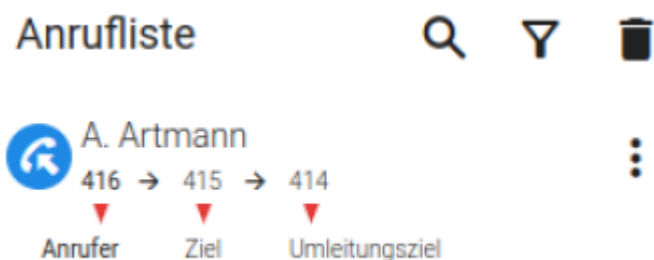 Anrufliste
A. Artmann
416 → 415 → 414
Anrufer Ziel Umleitungsziel